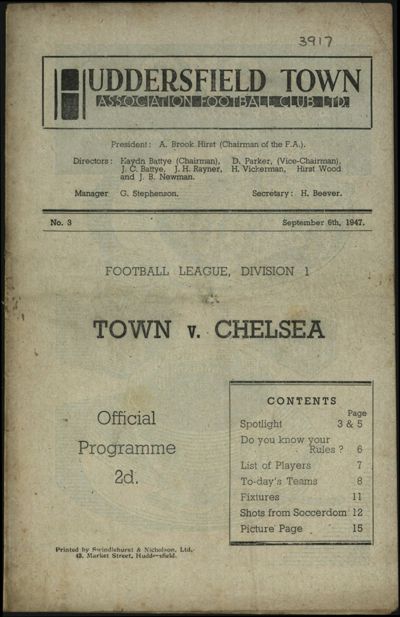 3917
HUDDERSFIELD TOWN
ASSOCIATION FOOTBALL CLUB LTD.
President: A. Brook Hirst (Chairman of the F.A.).
Directors: Haydn Battye (Chairman), D. Parker, (Vice-Chairman),
J. C. Battye, J. H. Rayner, H. Vickerman, Hirst Wood
and J. B. Newman.
Manager G. Stephenson. Secretary: H. Beever.
No. 3 September 6th, 1947.
FOOTBALL LEAGUE, DIVISION 1
TOWN v. CHELSEA
Official
Programme
2d.
CONTENTS
Page
Spotlight 3 & 5
Do you know your
Rules ? 6
List of Players 7
To-day's Teams 8
Fixtures 11
Shots from Soccerdom 12
Picture Page 15
Printed by Swindlehurst & Nicholson, Ltd.,
43, Market Street, Huddersfield.